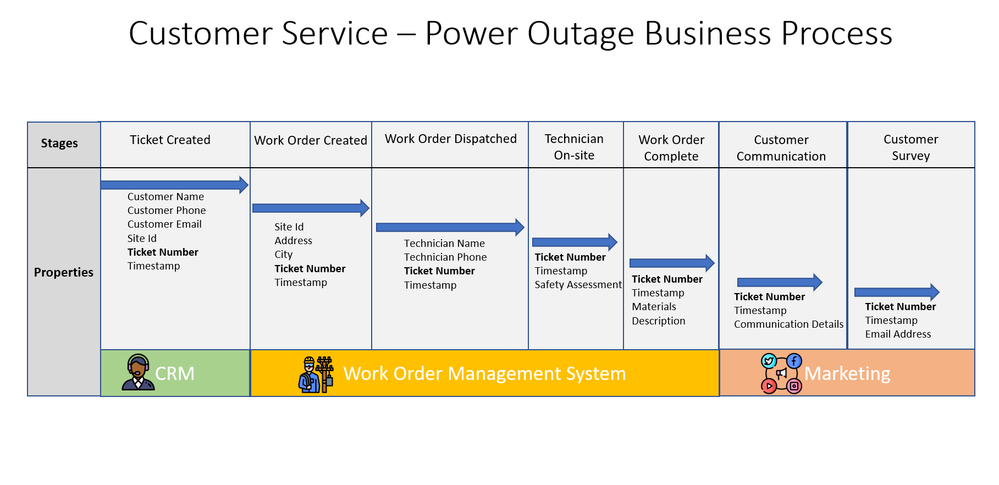 Customer Service – Power Outage Business Process
Stages
Ticket Created
Work Order Created
Work Order Dispatched
Technician
On-site
Work Order
Complete
Customer
Communication
Customer
Survey
Properties
Customer Name
Customer Phone
Customer Email
Site Id
Ticket Number
Timestamp
Site Id
Address
City
Ticket Number
Timestamp
Technician Name
Technician Phone
Ticket Number
Timestamp
Ticket Number
Timestamp
Safety Assessment
Ticket Number
Timestamp
Materials
Description
Ticket Number
Timestamp
Communication Details
Ticket Number
Timestamp
Email Address
CRM
Work Order Management System
Marketing